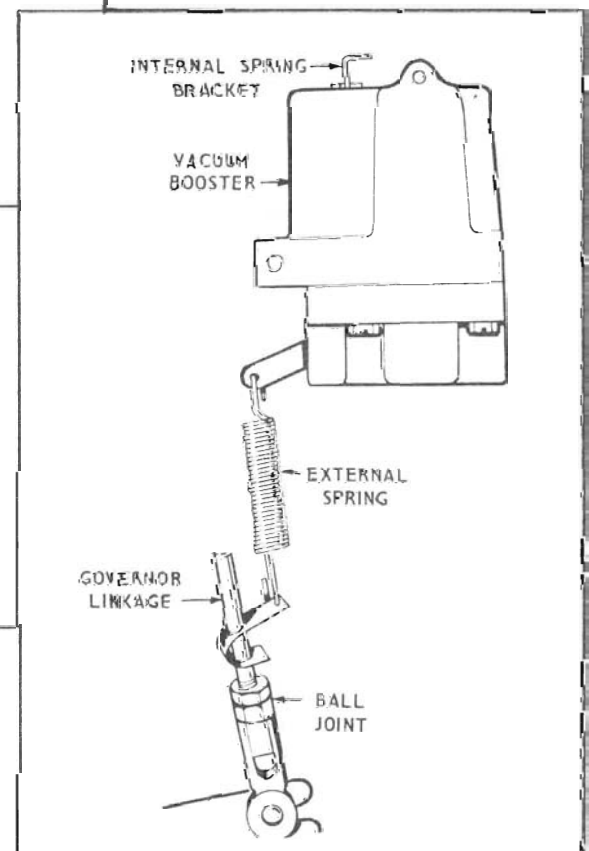 INTERNAL SPRING
BRACKET
VACUUM
BOOSTER
EXTERNAL
SPRING
GOVERNOR
LINKAGE
BALL
JOINT